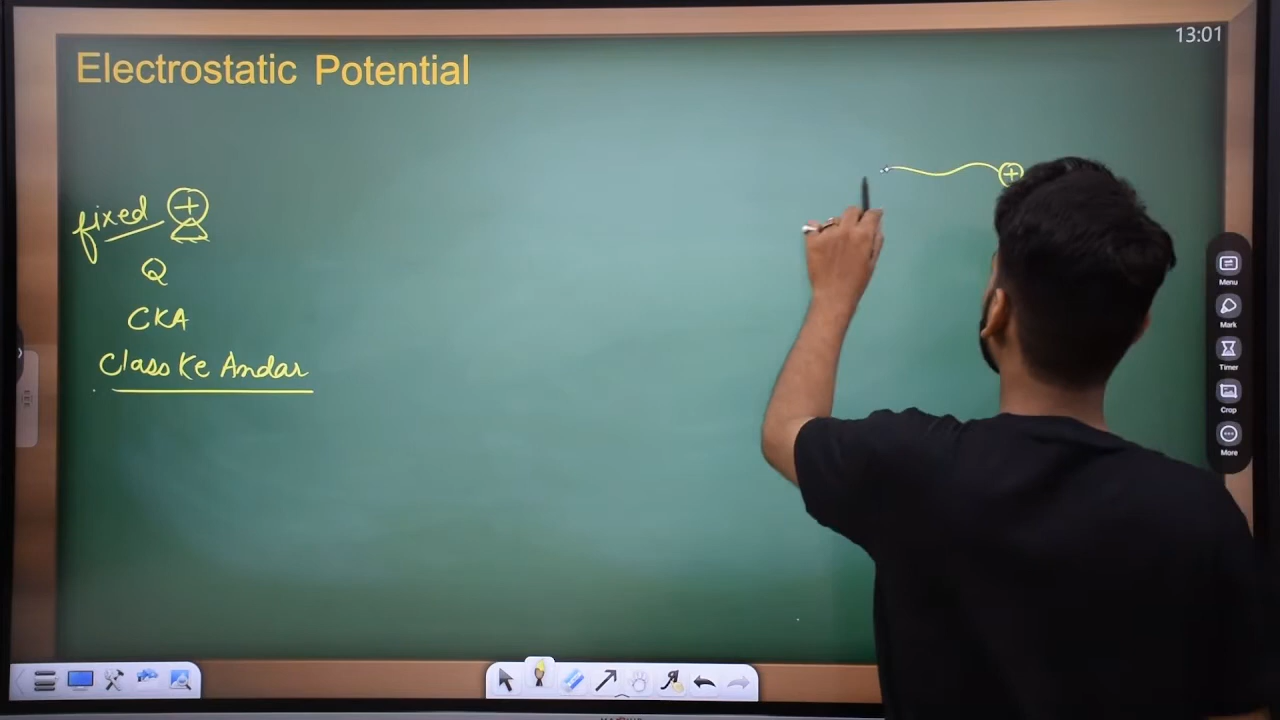 13:01
Electrostatic Potential
+
+
fixed
Q
CKA
Class Ke Andar
Menu
Mark
Timer
Crop
More